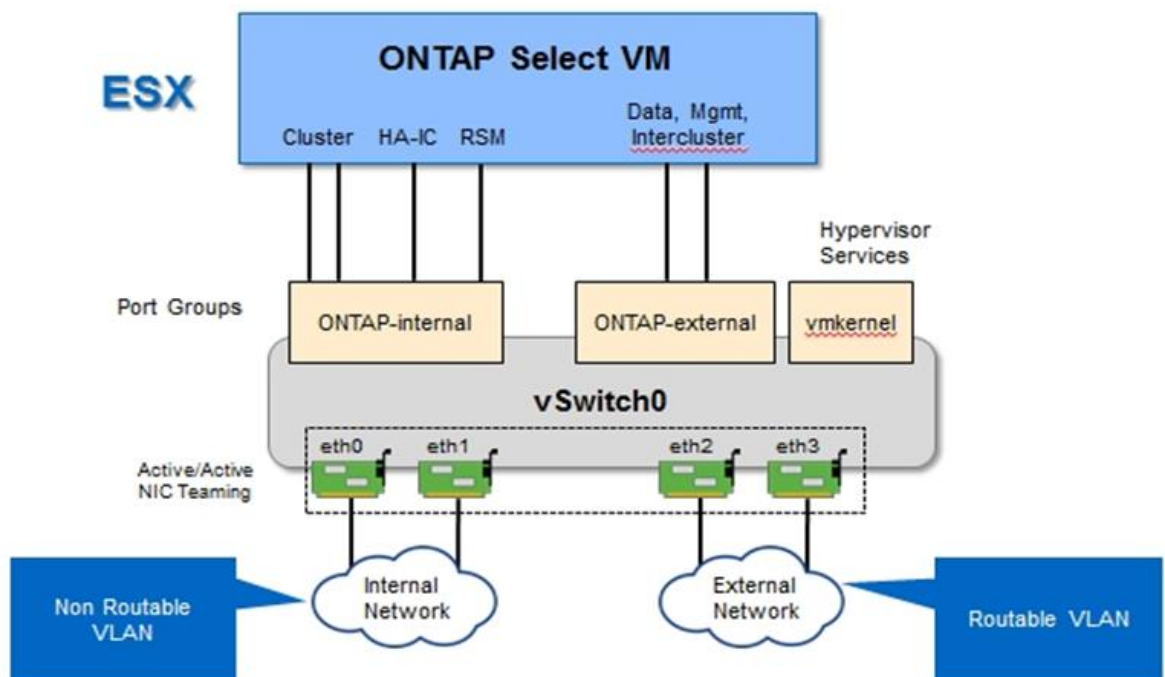 ONTAP Select VM
ESX
Cluster HA-IC RSM
Data, Mgmt,
Intercluster
Hypervisor
Services
Port Groups
ONTAP-internal
ONTAP-external
vmkernel
vSwitch0
eth0 eth1 eth2 eth3
Active/Active
NIC Teaming
Internal
Network
External
Network
Non Routable
VLAN
Routable VLAN